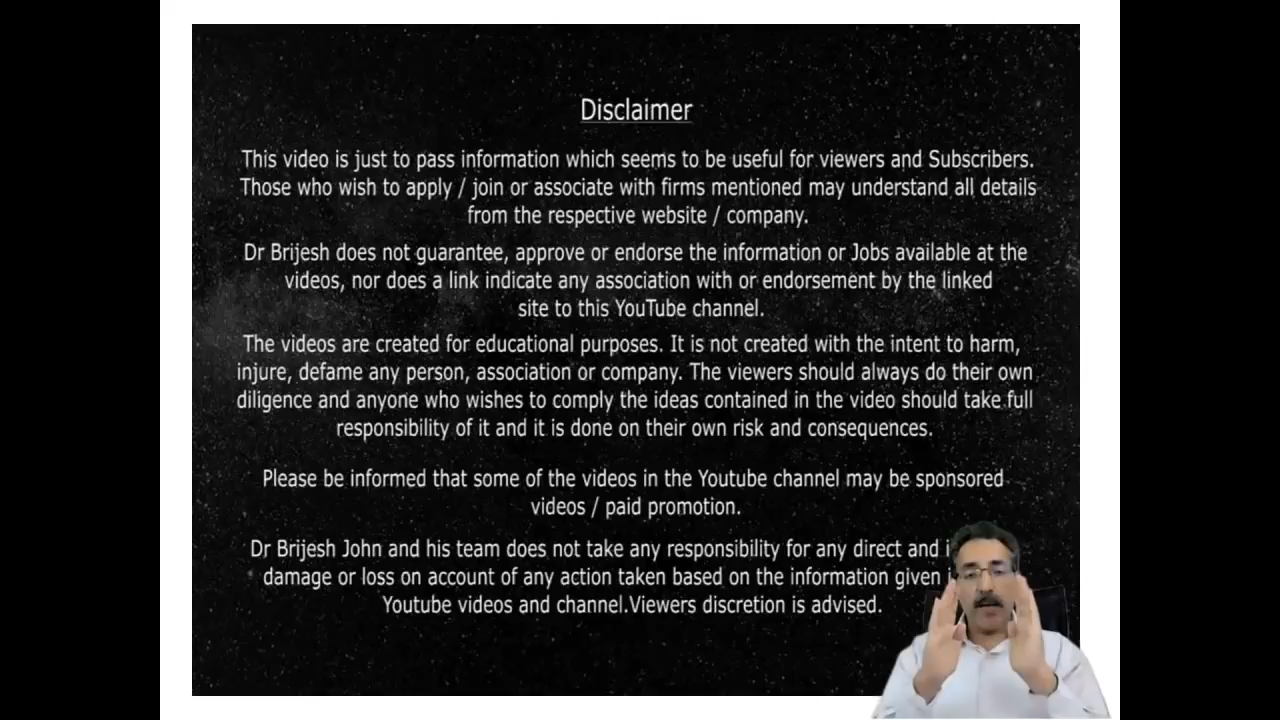 Disclaimer
This video is just to pass information which seems to be useful for viewers and Subscribers.
Those who wish to apply / join or associate with firms mentioned may understand all details
from the respective website / company.
Dr Brijesh does not guarantee, approve or endorse the information or Jobs available at the
videos, nor does a link indicate any association with or endorsement by the linked
site to this YouTube channel.
The videos are created for educational purposes. It is not created with the intent to harm,
injure, defame any person, association or company. The viewers should always do their own
diligence and anyone who wishes to comply the ideas contained in the video should take full
responsibility of it and it is done on their own risk and consequences.
Please be informed that some of the videos in the Youtube channel may be sponsored
videos / paid promotion.
Dr Brijesh John and his team does not take any responsibility for any direct and
damage or loss on account of any action taken based on the information given
Youtube videos and channel.Viewers discretion is advised.